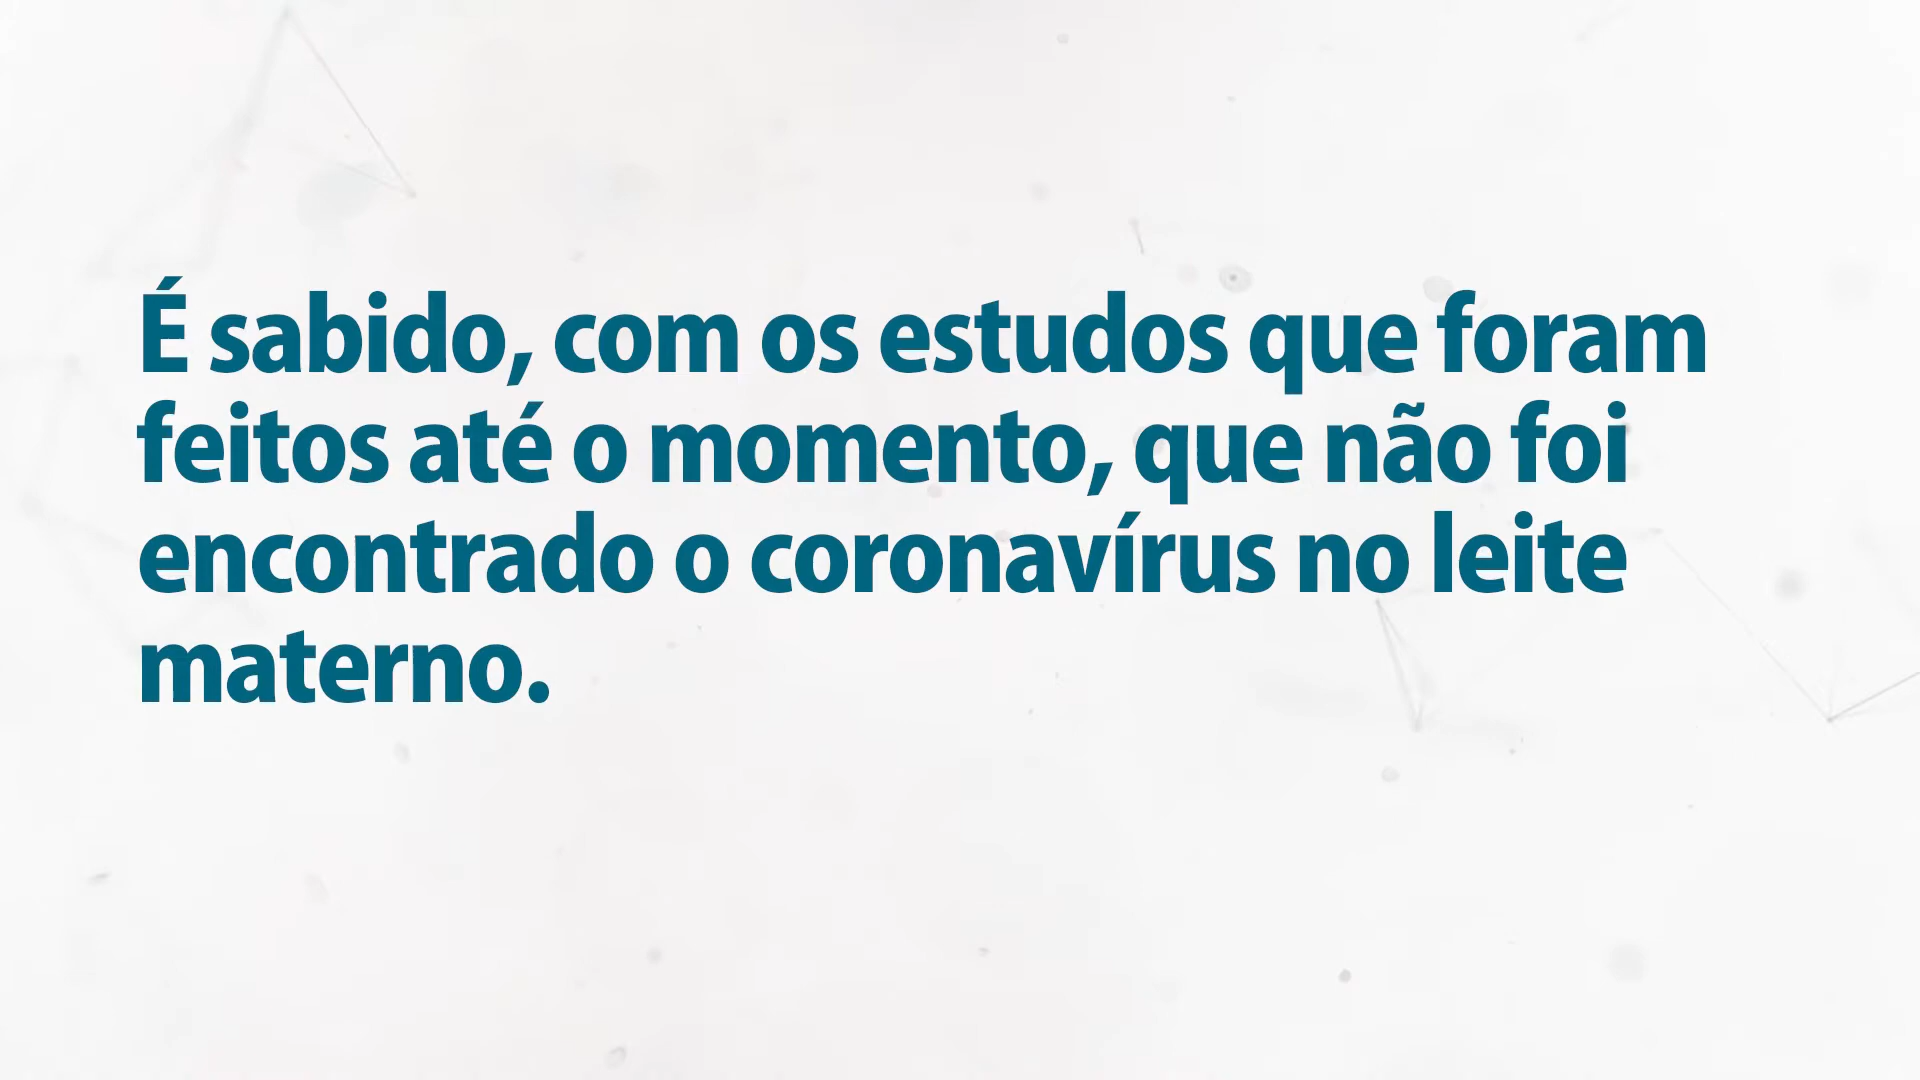 É sabido, com os estudos que foram
feitos até o momento, que não foi
encontrado o coronavírus no leite
materno.